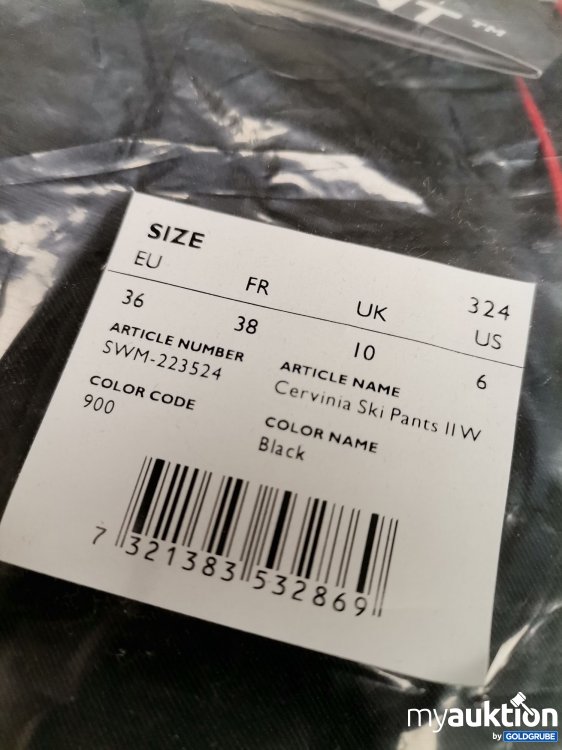 NT™
SIZE
324
EU FR UK US
36 38 10 6
ARTICLE NUMBER
SWM-223524
ARTICLE NAME
Cervinia Ski Pants II W
COLOR CODE
900
COLOR NAME
Black
7 321383 532869
myauktion
by GOLDGRUBE